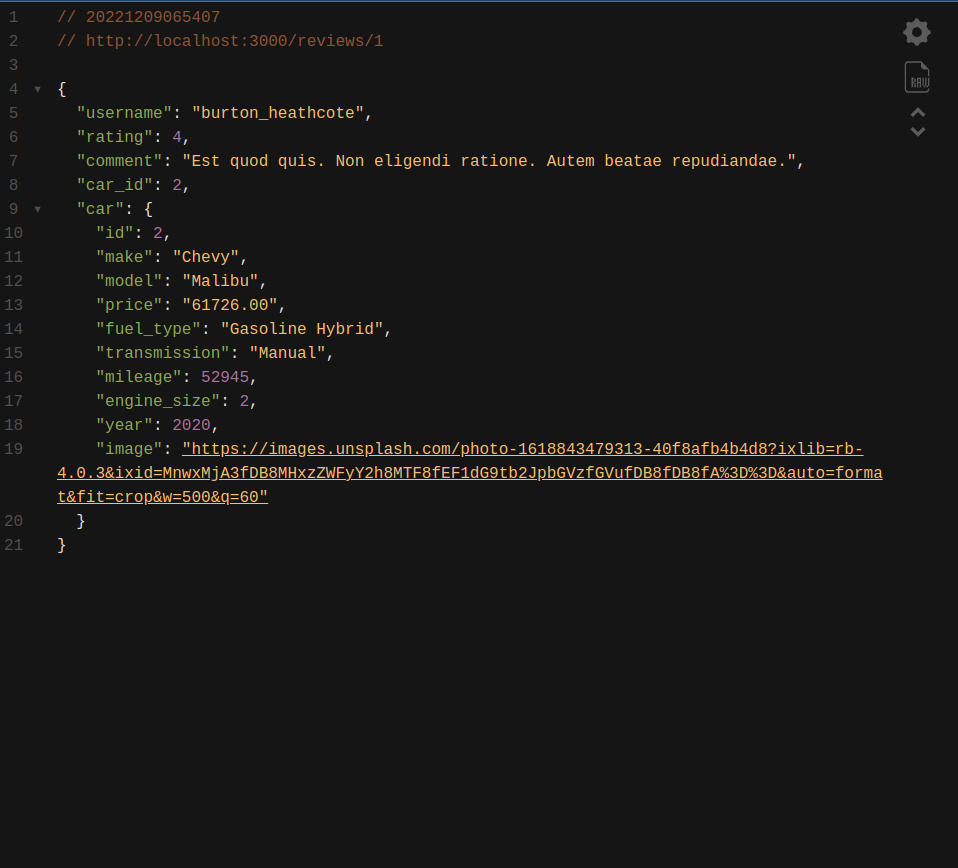 1 // 20221209065407
2 // http://localhost:3000/reviews/1
3
4 ▼ {
5 "username": "burton_heathcote",
6 "rating": 4,
7 "comment": "Est quod quis. Non eligendi ratione. Autem beatae repudiandae.",
8 "car_id": 2,
9 ▼ "car": {
10 "id": 2,
11 "make": "Chevy",
12 "model": "Malibu",
13 "price": "61726.00",
14 "fuel_type": "Gasoline Hybrid",
15 "transmission": "Manual",
16 "mileage": 52945,
17 "engine_size": 2,
18 "year": 2020,
19 "image": "https://images.unsplash.com/photo-1618843479313-40f8afb4b4d8?ixlib=rb-
4.0.3&ixid=MnwxMjA3fDB8MHxzZWFyY2h8MTF8fEF1dG9tb2JpbGVzfGVufDB8fDB8fA%3D%3D&auto=forma
t&fit=crop&w=500&q=60"
20 }
21 }
RAW